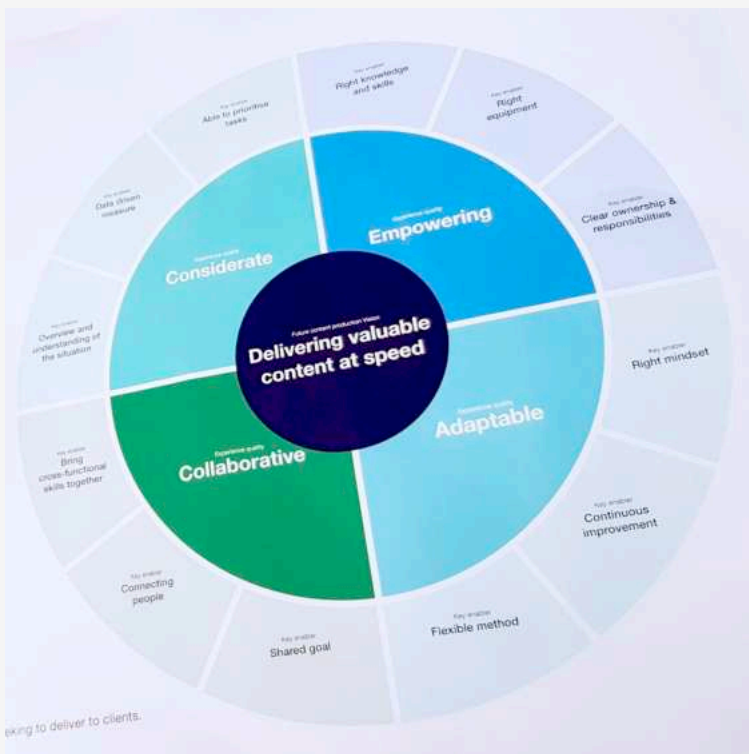 Key enabler
Right knowledge
and skills
Key enabler
Right
equipment
Key enabler
Clear ownership &
responsibilities
Key enabler
Right mindset
Key enabler
Continuous
improvement
Key enabler
Flexible method
Key enabler
Shared goal
Key enabler
Connecting
people
Key enabler
Bring
cross-functional
skills together
Key enabler
Overview and
understanding of
the situation
Key enabler
Data driven
measure
Key enabler
Able to prioritise
tasks
Experience quality
Empowering
Experience quality
Adaptable
Experience quality
Collaborative
Experience quality
Considerate
Future content production Vision
Delivering valuable
content at speed
to deliver to clients.